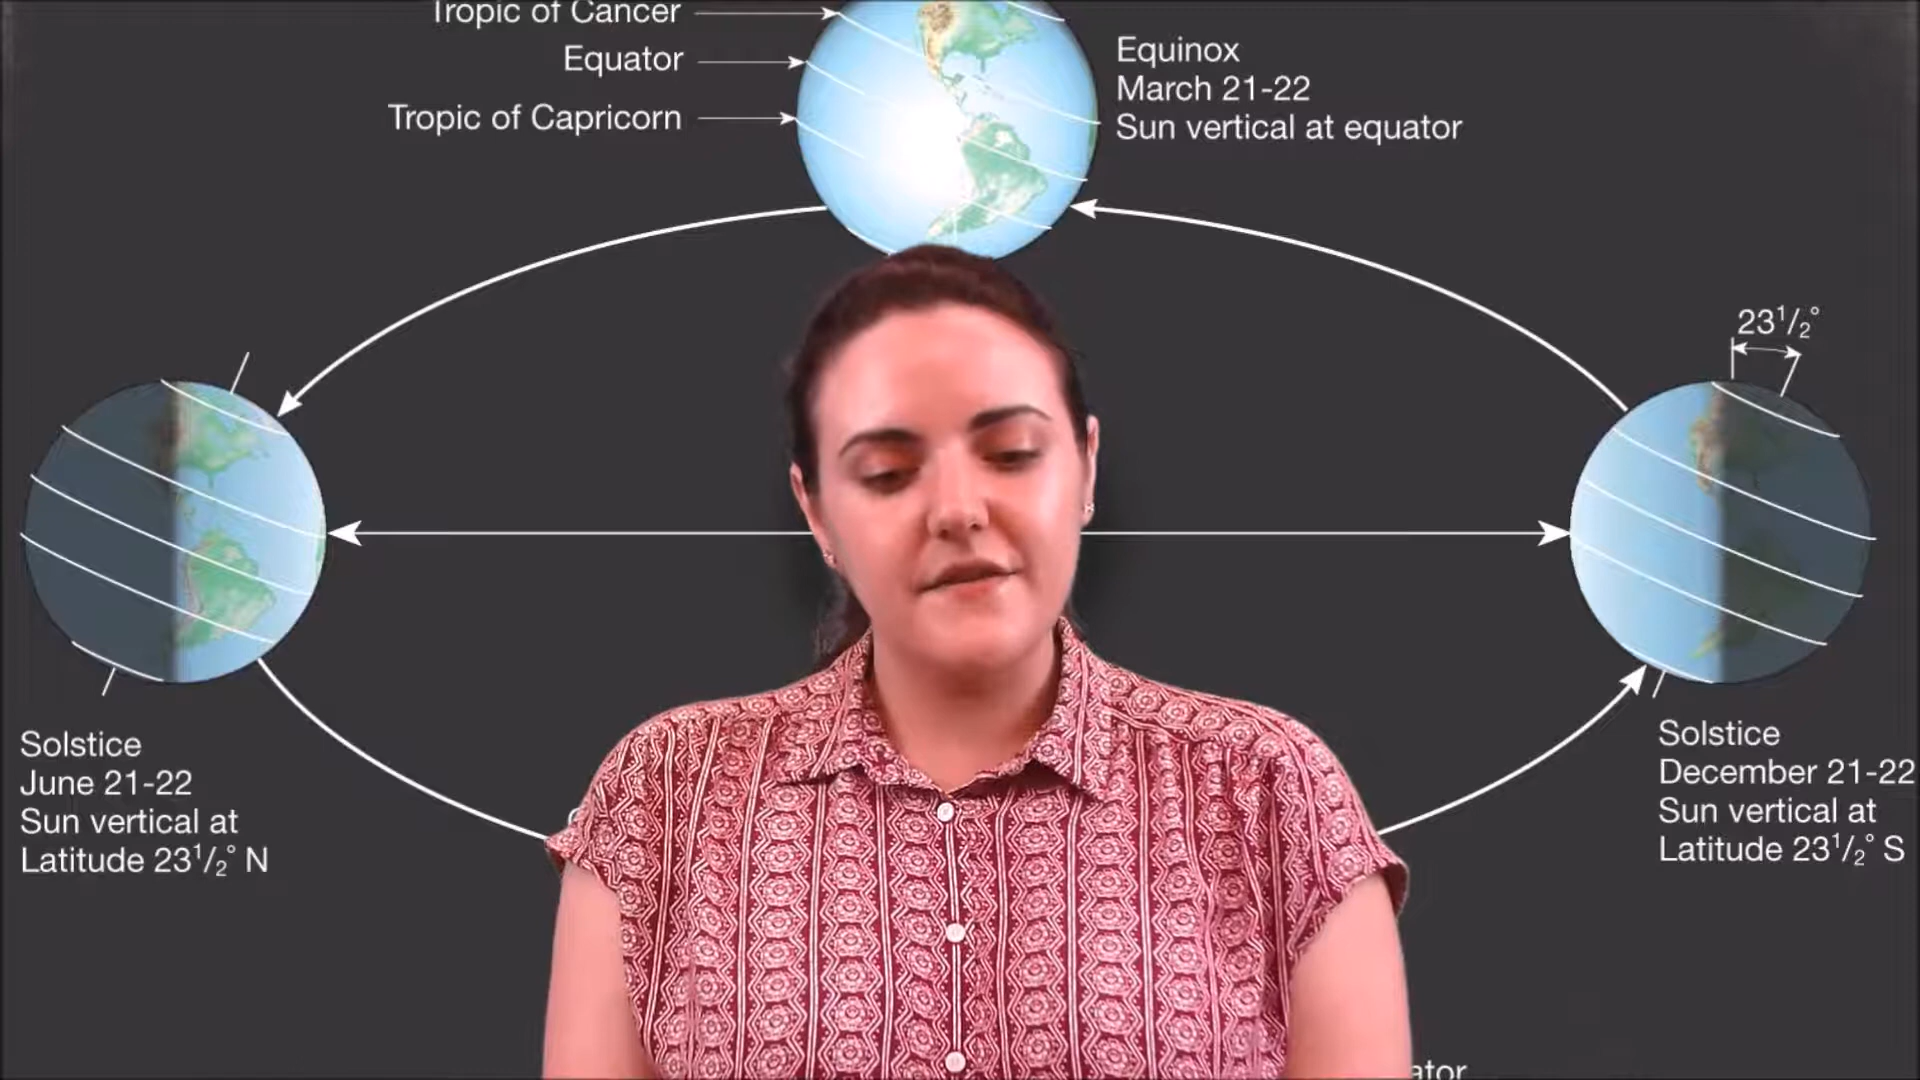 Tropic of Cancer
Equator
Tropic of Capricorn
Equinox
March 21-22
Sun vertical at equator
23¹/₂°
Solstice
June 21-22
Sun vertical at
Latitude 23¹/₂° N
Solstice
December 21-22
Sun vertical at
Latitude 23¹/₂° S